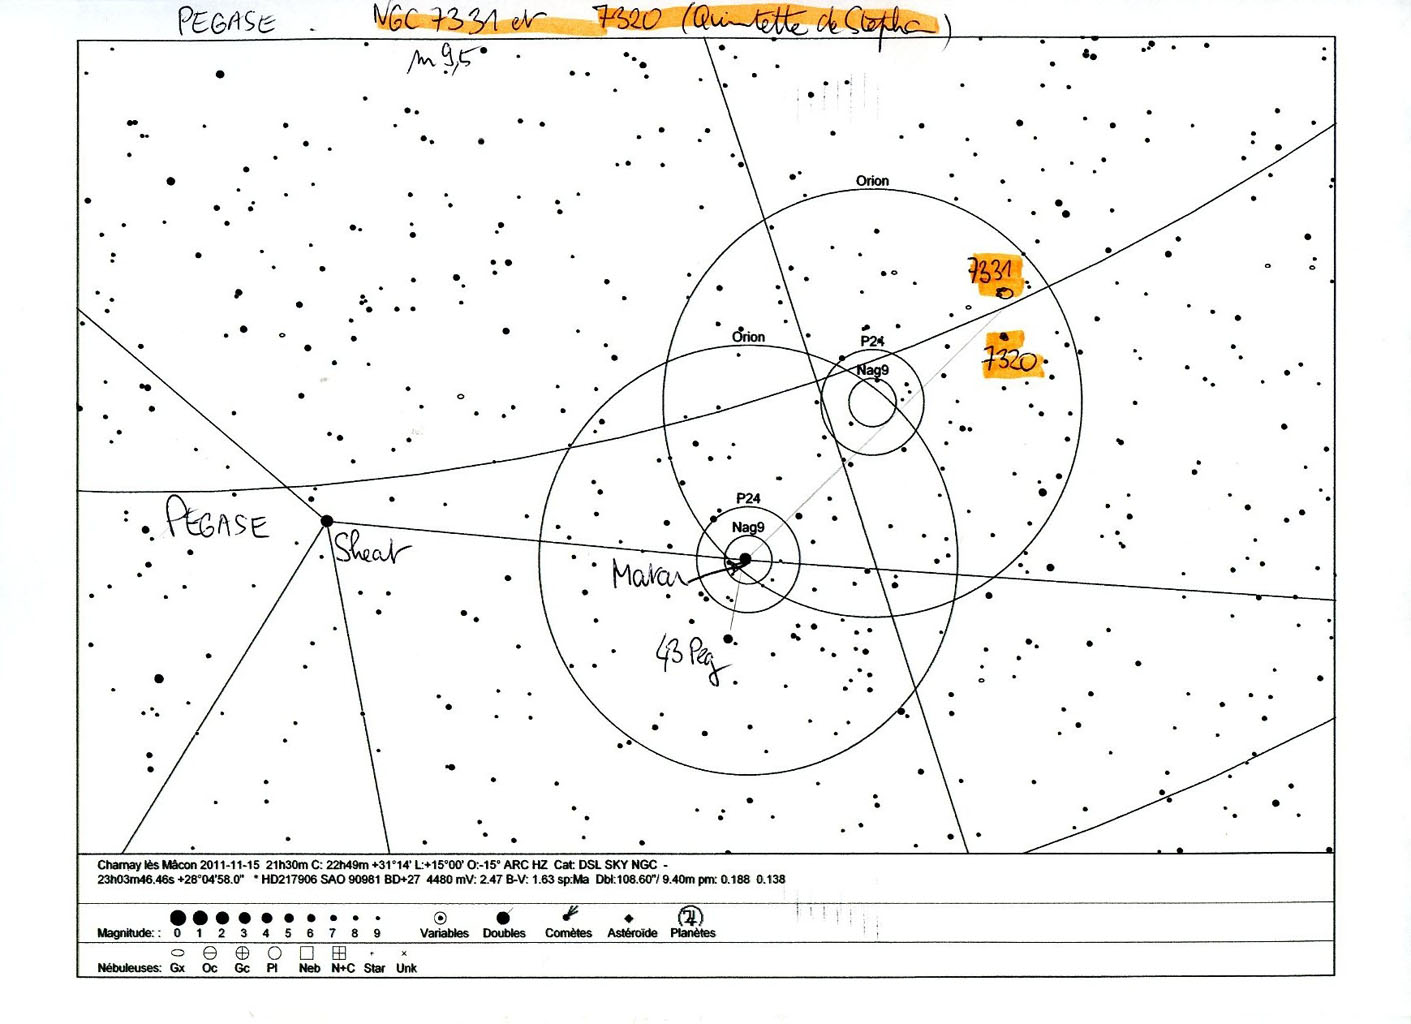 PEGASE . NGC 7331 et 7320 (Quintette de Stephan)
m 9,5
Orion
7331
Orion
P24
7320
Nag9
P24
PEGASE
Nag9
Sheat
Matar
43 Peg
Charnay lès Mâcon 2011-11-15 21h30m C: 22h49m +31°14' L:+15°00' O:-15° ARC HZ Cat: DSL SKY NGC -
23h03m46.46s +28°04'58.0" * HD217906 SAO 90981 BD+27 4480 mV: 2.47 B-V: 1.63 sp:Ma Dbl:108.60"/ 9.40m pm: 0.188 0.138
Magnitude: : 0 1 2 3 4 5 6 7 8 9 Variables Doubles Comètes Astéroïde Planètes
Nébuleuses: Gx Oc Gc Pl Neb N+C Star Unk